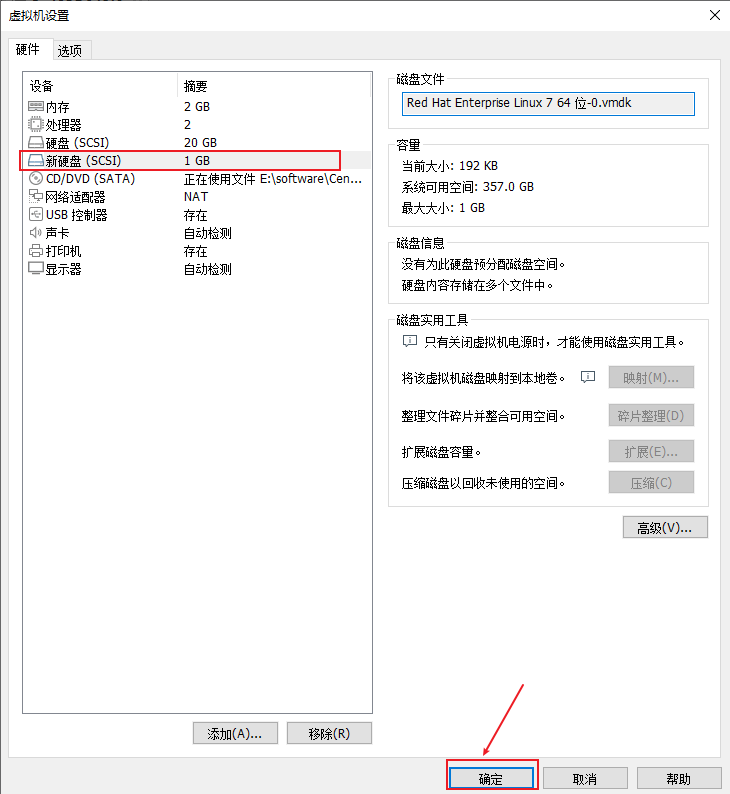 虚拟机设置
硬件 选项
设备 摘要
内存 2 GB
处理器 2
硬盘 (SCSI) 20 GB
新硬盘 (SCSI) 1 GB
CD/DVD (SATA) 正在使用文件 E:\software\Cen...
网络适配器 NAT
USB 控制器 存在
声卡 自动检测
打印机 存在
显示器 自动检测
添加(A)... 移除(R)
磁盘文件
Red Hat Enterprise Linux 7 64 位-0.vmdk
容量
当前大小: 192 KB
系统可用空间: 357.0 GB
最大大小: 1 GB
磁盘信息
没有为此硬盘预分配磁盘空间。
硬盘内容存储在多个文件中。
磁盘实用工具
只有关闭虚拟机电源时，才能使用磁盘实用工具。
将该虚拟机磁盘映射到本地卷。 映射(M)...
整理文件碎片并整合可用空间。 碎片整理(D)
扩展磁盘容量。 扩展(E)...
压缩磁盘以回收未使用的空间。 压缩(C)
高级(V)...
确定 取消 帮助